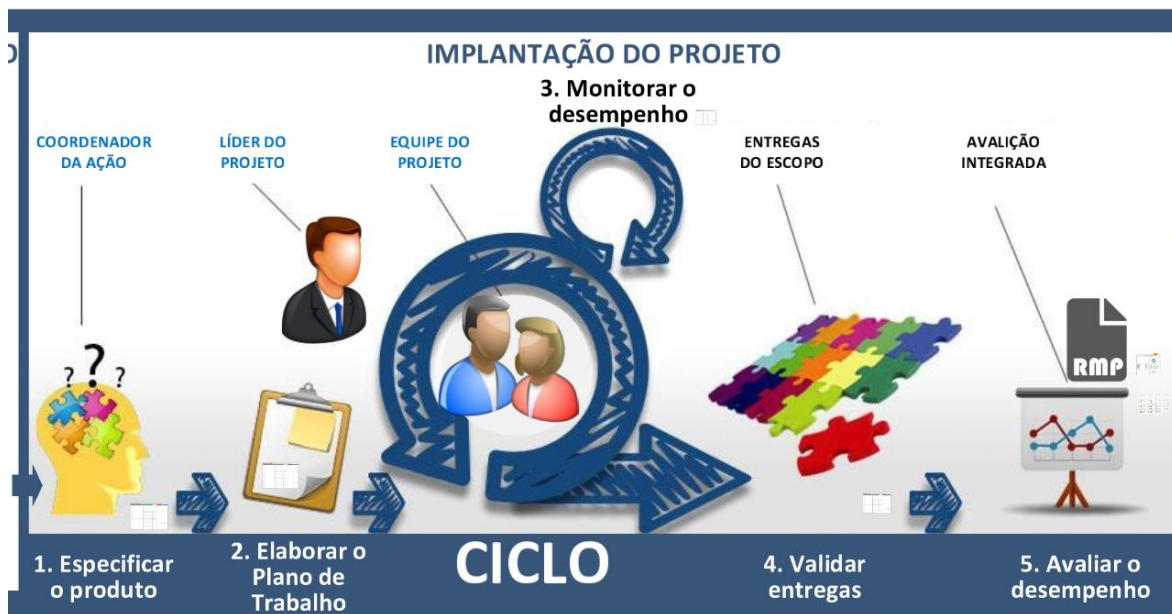 IMPLANTAÇÃO DO PROJETO
3. Monitorar o
desempenho
COORDENADOR
DA AÇÃO
LÍDER DO
PROJETO
EQUIPE DO
PROJETO
ENTREGAS
DO ESCOPO
AVALIÇÃO
INTEGRADA
? ? ?
RMP
1. Especificar
o produto
2. Elaborar o
Plano de
Trabalho
CICLO
4. Validar
entregas
5. Avaliar o
desempenho